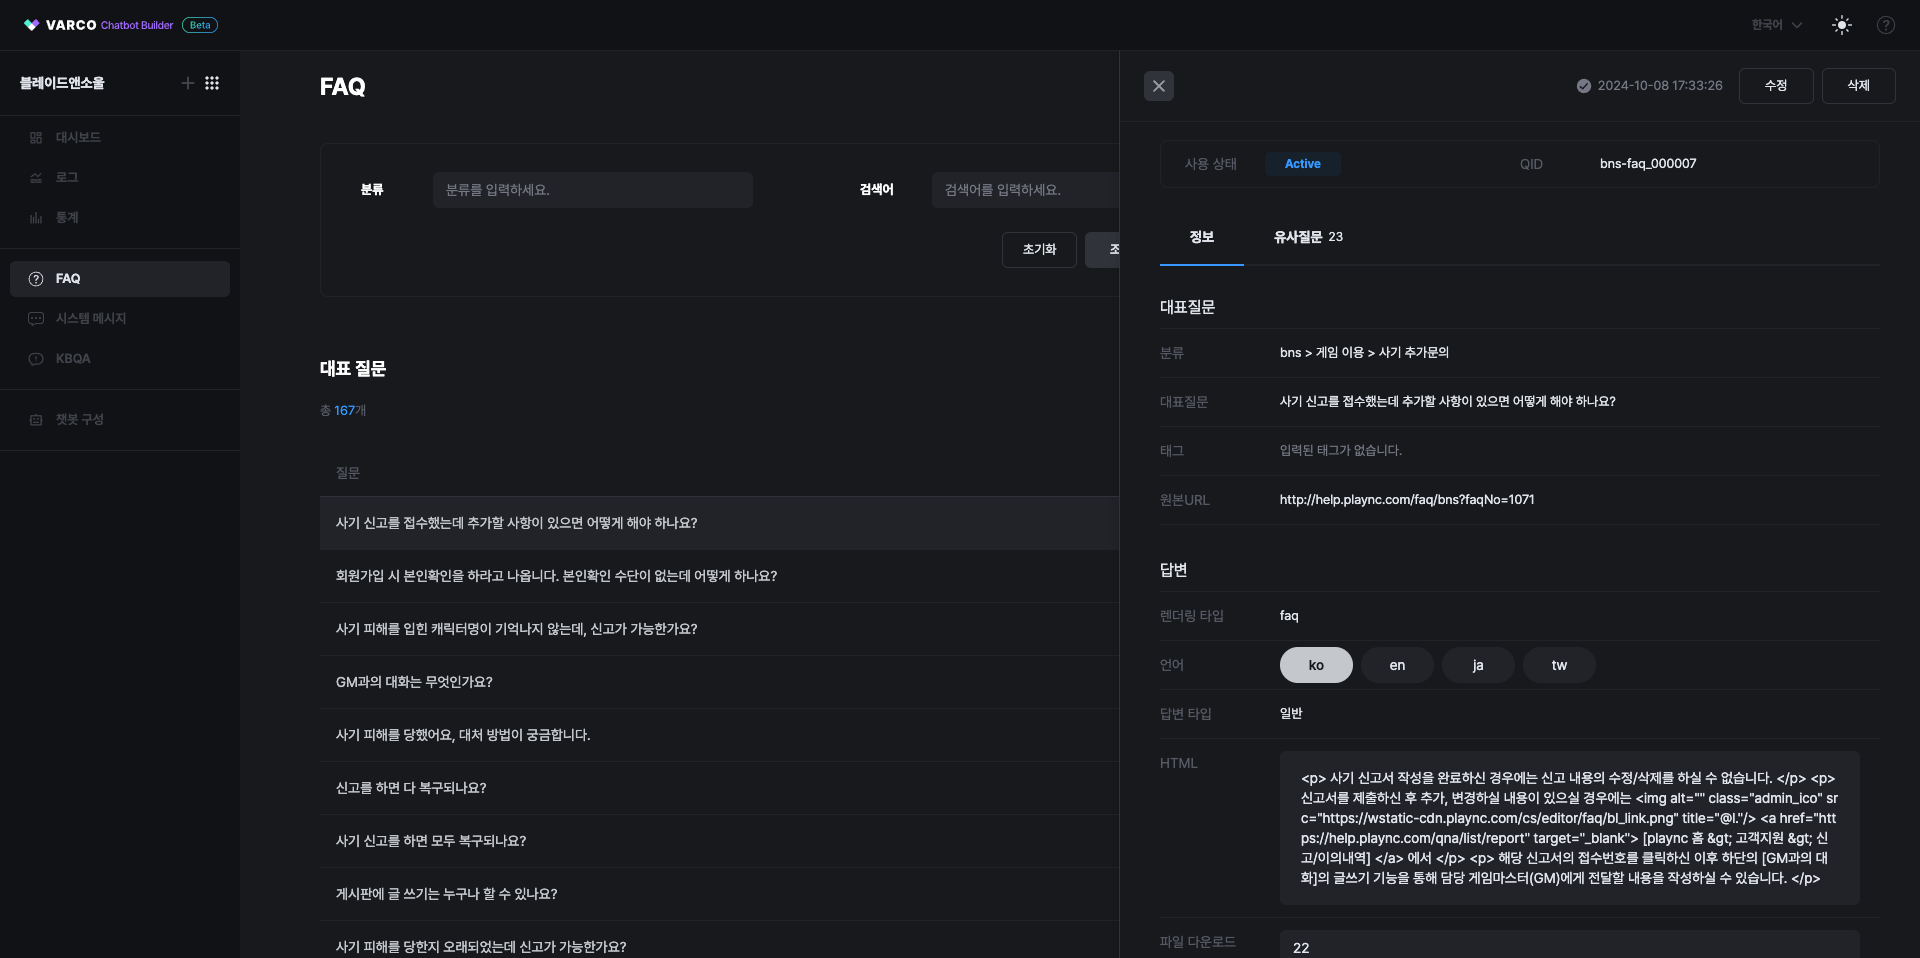 VARCO Chatbot Builder Beta
한국어
블레이드앤소울
대시보드
로그
통계
FAQ
시스템 메시지
KBQA
챗봇 구성
FAQ
분류 분류를 입력하세요. 검색어 검색어를 입력하세요.
초기화
대표 질문
총 167개
질문
사기 신고를 접수했는데 추가할 사항이 있으면 어떻게 해야 하나요?
회원가입 시 본인확인을 하라고 나옵니다. 본인확인 수단이 없는데 어떻게 하나요?
사기 피해를 입힌 캐릭터명이 기억나지 않는데, 신고가 가능한가요?
GM과의 대화는 무엇인가요?
사기 피해를 당했어요, 대처 방법이 궁금합니다.
신고를 하면 다 복구되나요?
사기 신고를 하면 모두 복구되나요?
게시판에 글 쓰기는 누구나 할 수 있나요?
사기 피해를 당한지 오래되었는데 신고가 가능한가요?
2024-10-08 17:33:26 수정 삭제
사용 상태 Active QID bns-faq_000007
정보 유사질문 23
대표질문
분류 bns > 게임 이용 > 사기 추가문의
대표질문 사기 신고를 접수했는데 추가할 사항이 있으면 어떻게 해야 하나요?
태그 입력된 태그가 없습니다.
원본URL http://help.plaync.com/faq/bns?faqNo=1071
답변
렌더링 타입 faq
언어 ko en ja tw
답변 타입 일반
HTML
<p> 사기 신고서 작성을 완료하신 경우에는 신고 내용의 수정/삭제를 하실 수 없습니다. </p> <p>
신고서를 제출하신 후 추가, 변경하실 내용이 있으실 경우에는 <img alt="" class="admin_ico" sr
c="https://wstatic-cdn.plaync.com/cs/editor/faq/bl_link.png" title="@l."/> <a href="htt
ps://help.plaync.com/qna/list/report" target="_blank"> [plaync 홈 &gt; 고객지원 &gt; 신
고/이의내역] </a> 에서 </p> <p> 해당 신고서의 접수번호를 클릭하신 이후 하단의 [GM과의 대
화]의 글쓰기 기능을 통해 담당 게임마스터(GM)에게 전달할 내용을 작성하실 수 있습니다. </p>
파일 다운로드 22